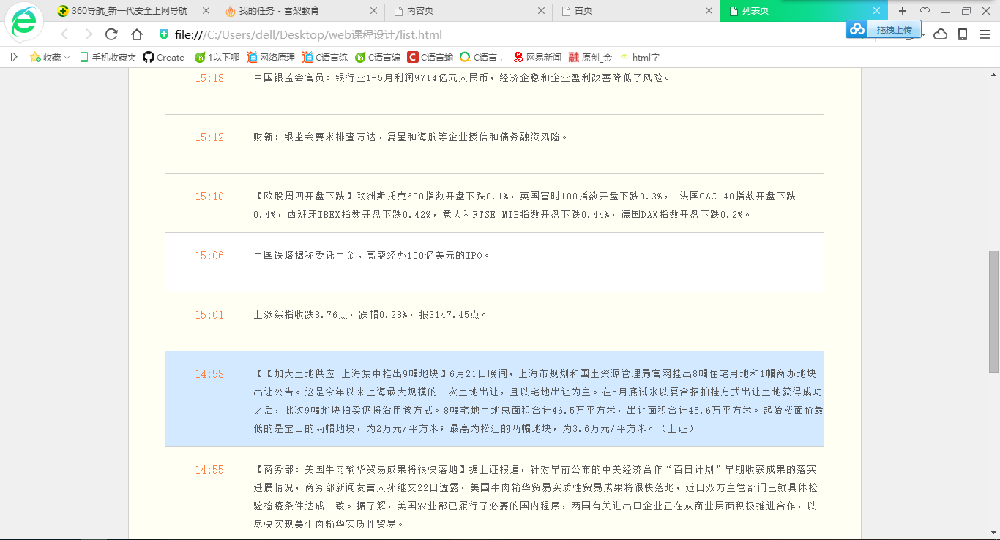 360导航_新一代安全上网导航
我的任务 - 雪梨教育
内容页
首页
列表页
file:///C:/Users/dell/Desktop/web课程设计/list.html
拖拽上传
收藏
手机收藏夹
Create
1以下哪
网络原理
C语言练
C语言编
C语言输
C语言，
网易新闻
原创_金
html字
15:18
中国银监会官员：银行业1-5月利润9714亿元人民币，经济企稳和企业盈利改善降低了风险。
15:12
财新：银监会要求排查万达、复星和海航等企业授信和债务融资风险。
15:10
【欧股周四开盘下跌】欧洲斯托克600指数开盘下跌0.1%，英国富时100指数开盘下跌0.3%， 法国CAC 40指数开盘下跌
0.4%，西班牙IBEX指数开盘下跌0.42%，意大利FTSE MIB指数开盘下跌0.44%，德国DAX指数开盘下跌0.2%。
15:06
中国铁塔据称委托中金、高盛经办100亿美元的IPO。
15:01
上涨综指收跌8.76点，跌幅0.28%，报3147.45点。
14:58
【【加大土地供应 上海集中推出9幅地块】6月21日晚间，上海市规划和国土资源管理局官网挂出8幅住宅用地和1幅商办地块
出让公告。这是今年以来上海最大规模的一次土地出让，且以宅地出让为主。在5月底试水以复合招拍挂方式出让土地获得成功
之后，此次9幅地块拍卖仍将沿用该方式。8幅宅地土地总面积合计46.5万平方米，出让面积合计45.6万平方米。起始楼面价最
低的是宝山的两幅地块，为2万元/平方米；最高为松江的两幅地块，为3.6万元/平方米。（上证）
14:55
【商务部：美国牛肉输华贸易成果将很快落地】据上证报道，针对早前公布的中美经济合作“百日计划”早期收获成果的落实
进展情况，商务部新闻发言人孙继文22日透露，美国牛肉输华贸易实质性贸易成果将很快落地，近日双方主管部门已就具体检
验检疫条件达成一致。据了解，美国农业部已履行了必要的国内程序，两国有关进出口企业正在从商业层面积极推进合作，以
尽快实现美牛肉输华实质性贸易。